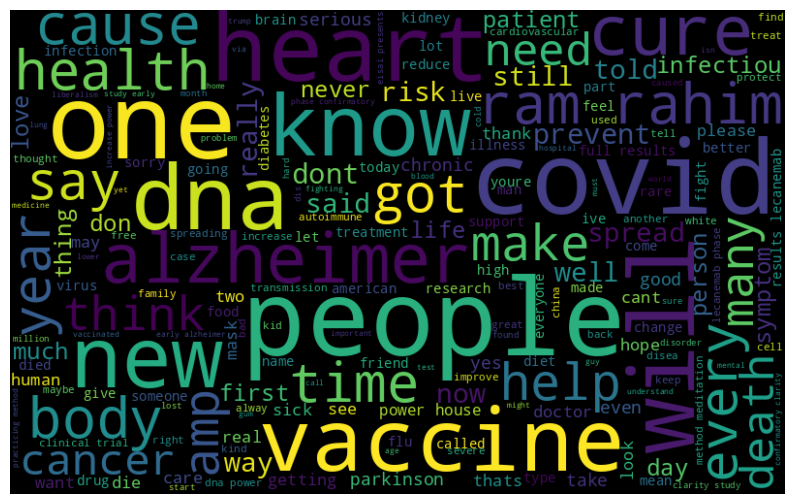 cause
trump
via
brain
serious
kidney
eisai presents
patient
cardiovascular
cure
find
treat
isn
health
infection
lot
reduce
need
told
infectiou
liberalism
study early
month
home
heart
never
risk
live
still
part
feel
protect
caused
used
love
one
know
phase confirmatory
cold
ram rahim
lung
increase power
problem
really
diabetes
thank
prevent
please
better
tell
thought
sorry
dont
today
chronic
illness
full results
hospital
say
dna
said
got
man
youre
covid
rare
fight
lecanemab
yet
going
hard
dis
fighting
blood
ive
another
white
must
world
medicine
don
autoimmune
support
thing
may
free
spreading
increase
let
treatment
life
make
spread
person
many
symptom
results lecanemab
lecanemab phase
year
virus
case
alzheimer
high
well
come
good
lower
family
transmission
american
research
made
best
everyone
cant
change
sure
cell
million
vaccinated
early alzheimer
think
two
food
bad
mask
kid
people
china
great
found
back
hope
disea
disorder
much
died
new
important
name
yes
diet
test
will
every
method meditation
mental
human
maybe
give
someone
friend
time
call
guy
improve
help
keep
understand
confirmatory clarity
practicing method
lost
alway
first
sick
see
now
power house
doctor
even
might
death
body
amp
clinical trial
right
real
gum
flu
called
age
severe
look
day
cancer
want
drug
die
care
kind
start
way
dna power
getting
vaccine
parkinson
thats
type
take
mean
clarity study